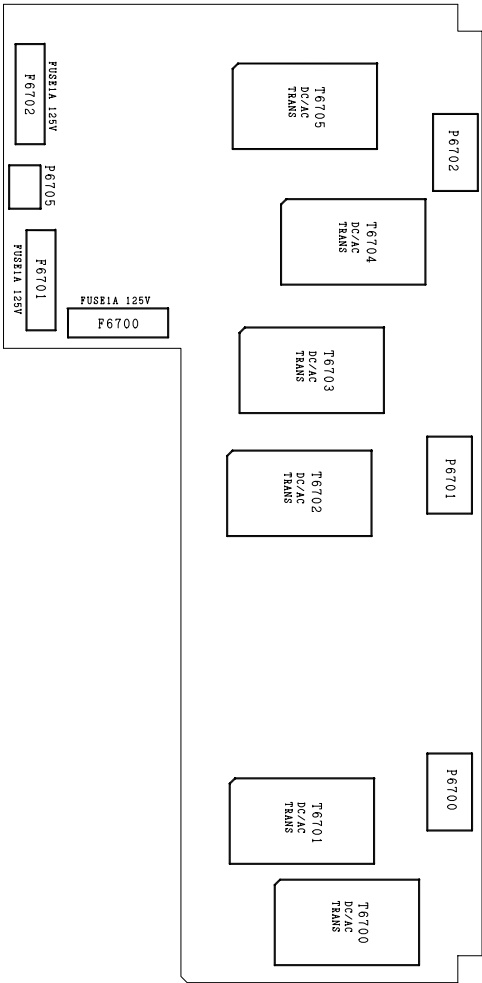 F6702
FUSE1A 125V
T6705
DC/AC
TRANS
P6702
P6705
T6704
DC/AC
TRANS
F6701
FUSE1A 125V
FUSE1A 125V
F6700
T6703
DC/AC
TRANS
P6701
T6702
DC/AC
TRANS
P6700
T6701
DC/AC
TRANS
T6700
DC/AC
TRANS